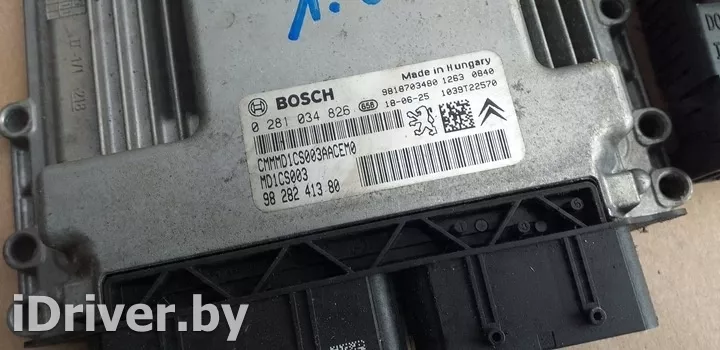 Made in Hungary
BOSCH
9818703480 1263 0840
0 281 034 826 658 18-06-25 1039T22570
CMMMD1CS003AACEM0
MD1CS003
98 282 413 80
iDriver.by